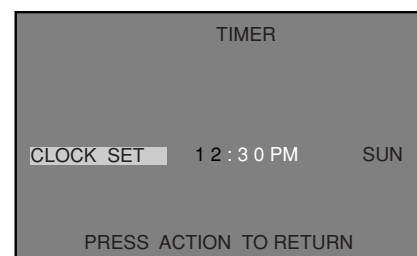 TIMER
CLOCK SET 12:30 PM SUN
PRESS ACTION TO RETURN